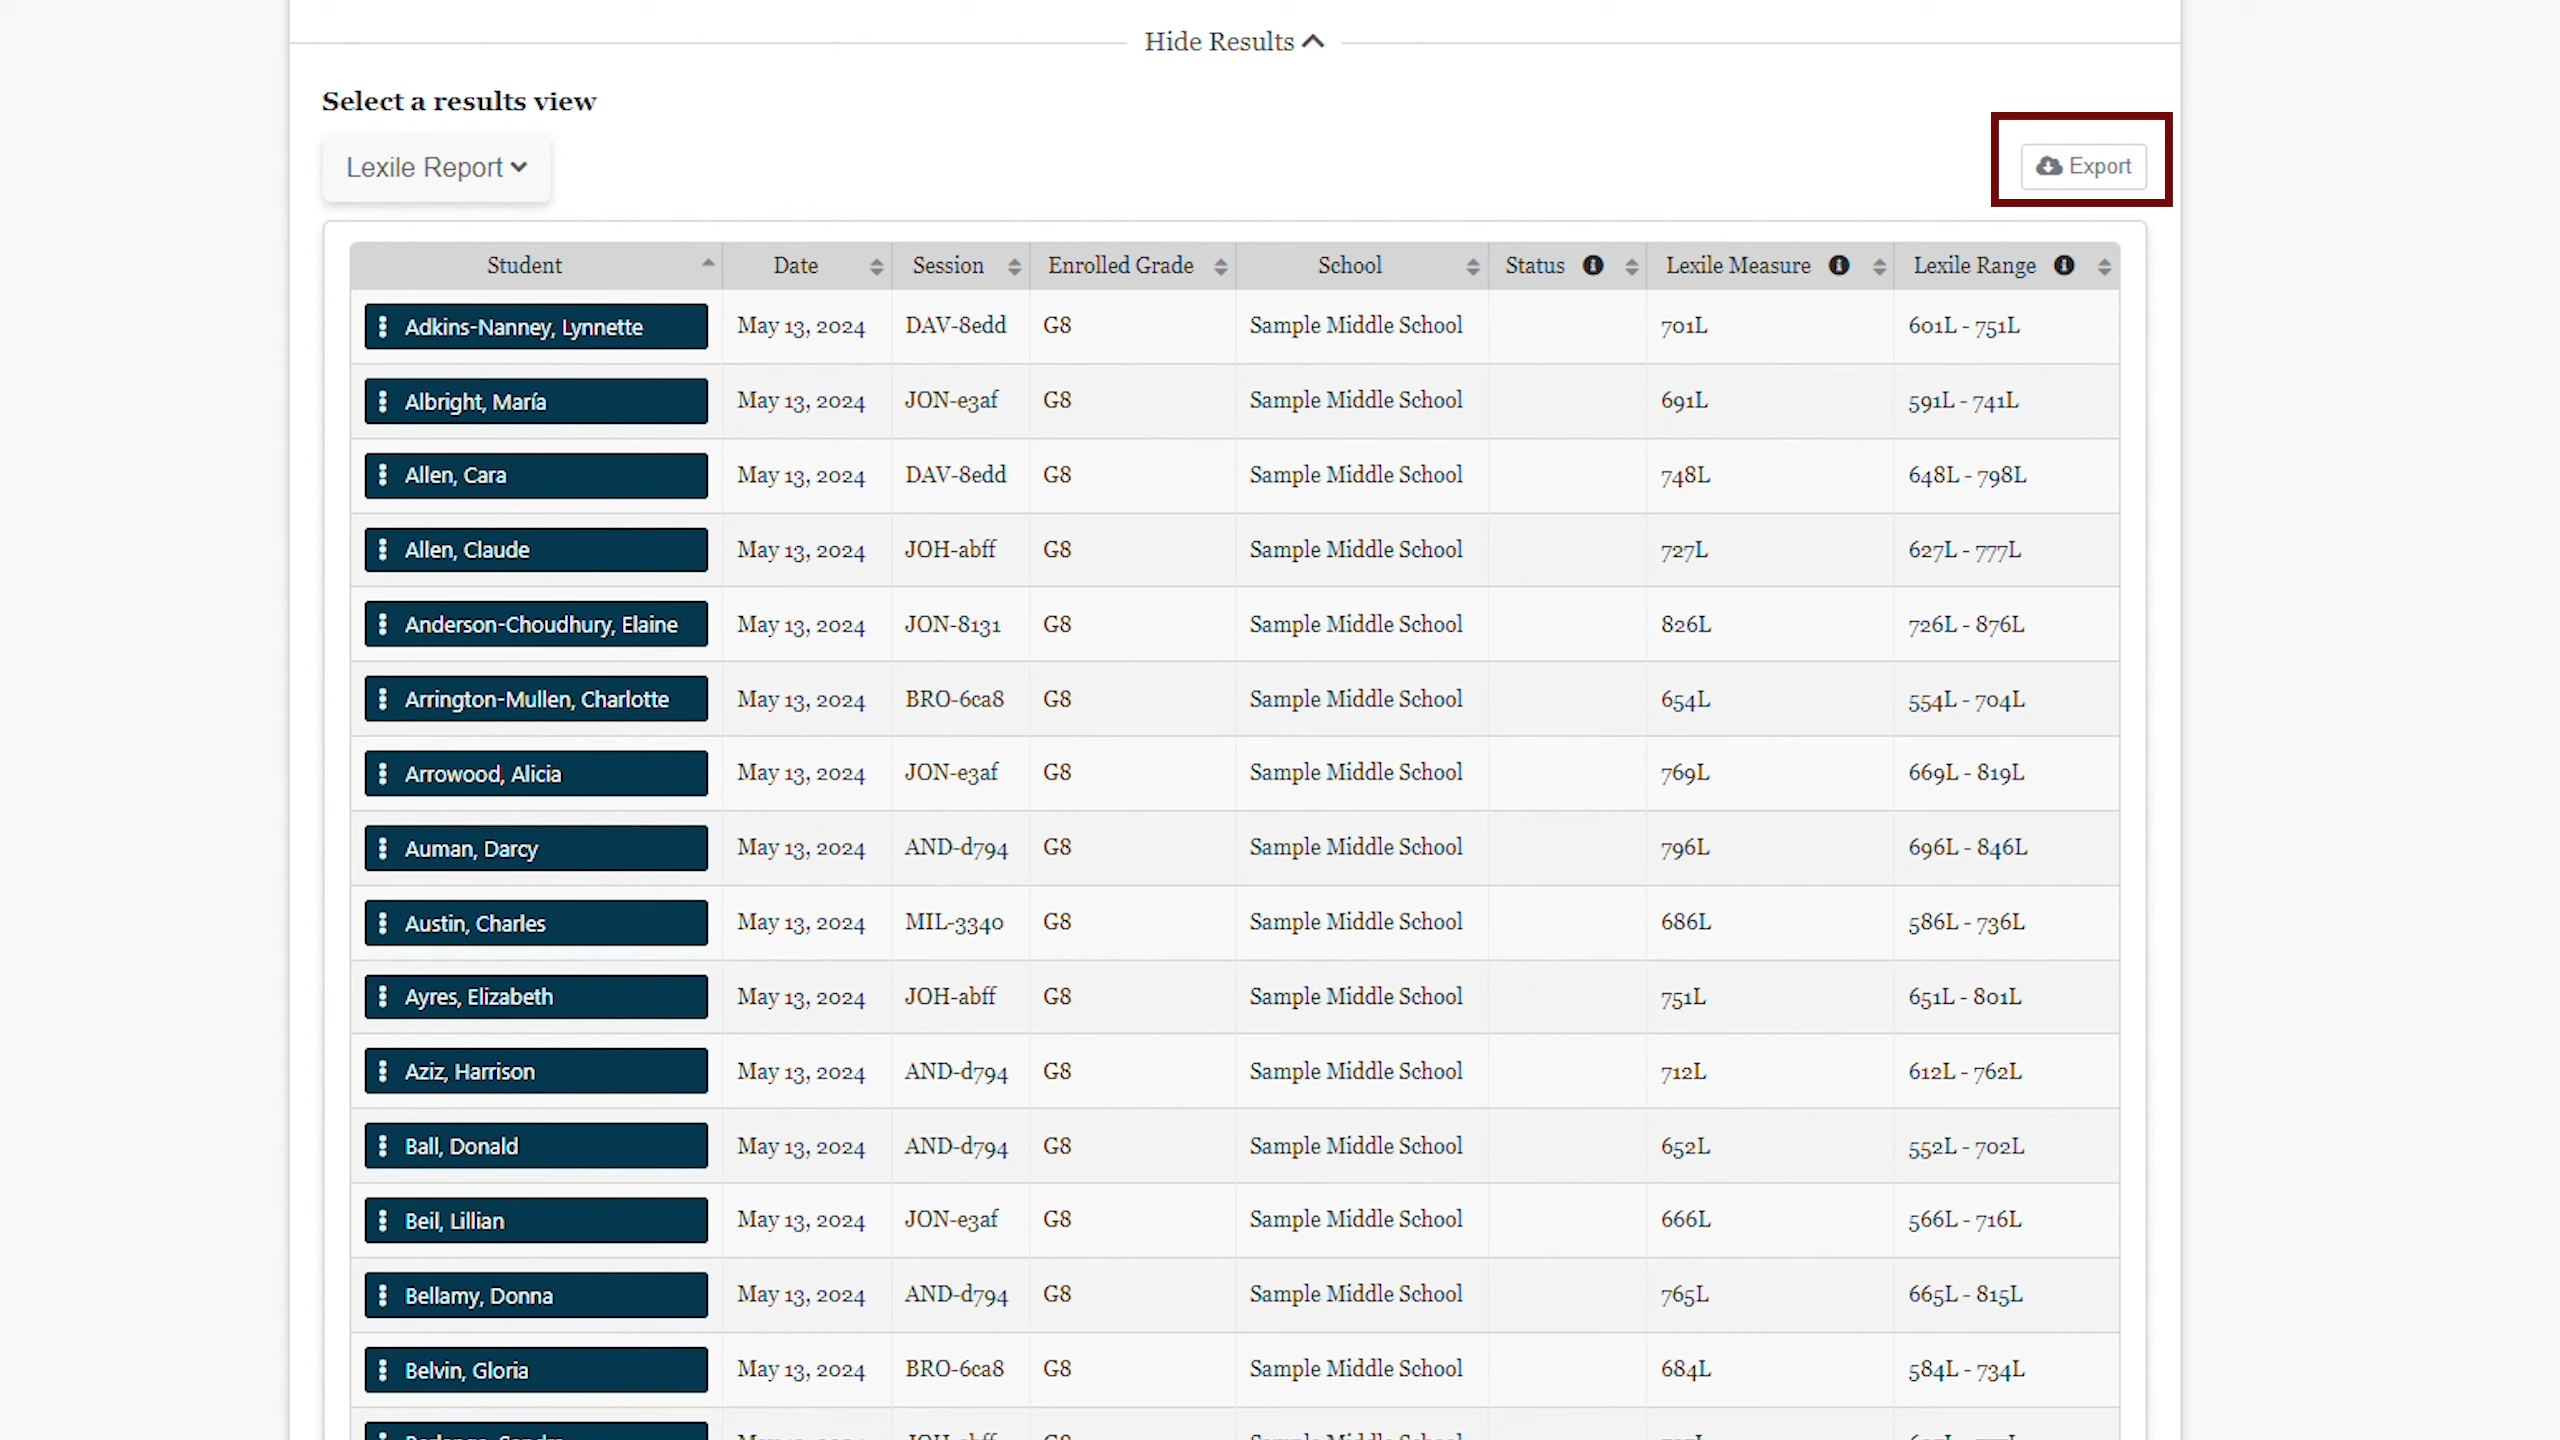 Hide Results
Select a results view
Lexile Report
Export
Student Date Session Enrolled Grade School Status Lexile Measure Lexile Range
Adkins-Nanney, Lynnette May 13, 2024 DAV-8edd G8 Sample Middle School 701L 601L - 751L
Albright, María May 13, 2024 JON-e3af G8 Sample Middle School 691L 591L - 741L
Allen, Cara May 13, 2024 DAV-8edd G8 Sample Middle School 748L 648L - 798L
Allen, Claude May 13, 2024 JOH-abff G8 Sample Middle School 727L 627L - 777L
Anderson-Choudhury, Elaine May 13, 2024 JON-8131 G8 Sample Middle School 826L 726L - 876L
Arrington-Mullen, Charlotte May 13, 2024 BRO-6ca8 G8 Sample Middle School 654L 554L - 704L
Arrowood, Alicia May 13, 2024 JON-e3af G8 Sample Middle School 769L 669L - 819L
Auman, Darcy May 13, 2024 AND-d794 G8 Sample Middle School 796L 696L - 846L
Austin, Charles May 13, 2024 MIL-3340 G8 Sample Middle School 686L 586L - 736L
Ayres, Elizabeth May 13, 2024 JOH-abff G8 Sample Middle School 751L 651L - 801L
Aziz, Harrison May 13, 2024 AND-d794 G8 Sample Middle School 712L 612L - 762L
Ball, Donald May 13, 2024 AND-d794 G8 Sample Middle School 652L 552L - 702L
Beil, Lillian May 13, 2024 JON-e3af G8 Sample Middle School 666L 566L - 716L
Bellamy, Donna May 13, 2024 AND-d794 G8 Sample Middle School 765L 665L - 815L
Belvin, Gloria May 13, 2024 BRO-6ca8 G8 Sample Middle School 684L 584L - 734L